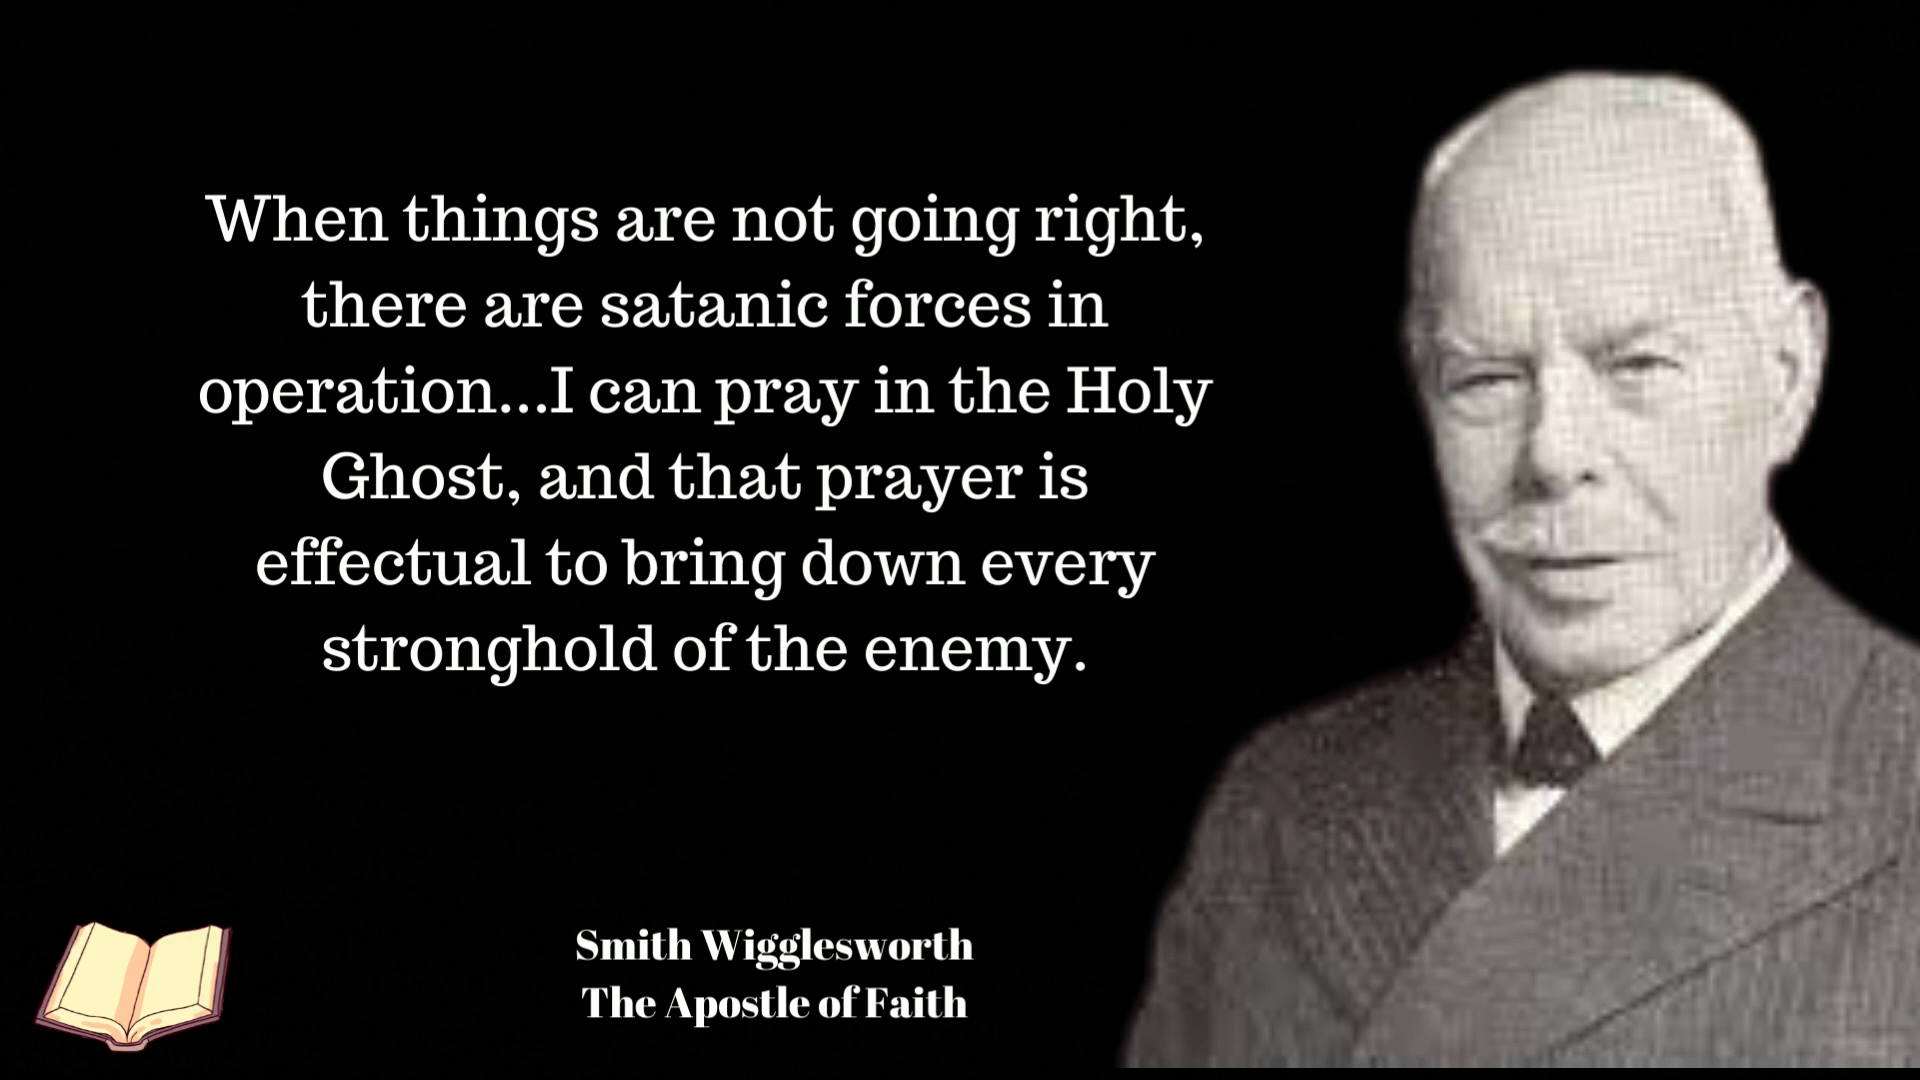 When things are not going right,
there are satanic forces in
operation...I can pray in the Holy
Ghost, and that prayer is
effectual to bring down every
stronghold of the enemy.
Smith Wigglesworth
The Apostle of Faith